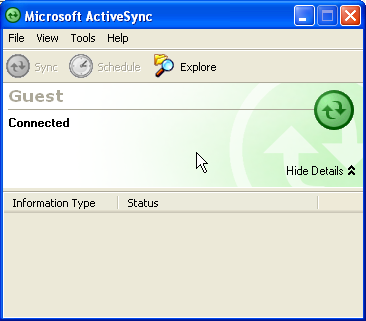 Microsoft ActiveSync
File View Tools Help
Sync Schedule Explore
Guest
Connected
Hide Details
Information Type Status